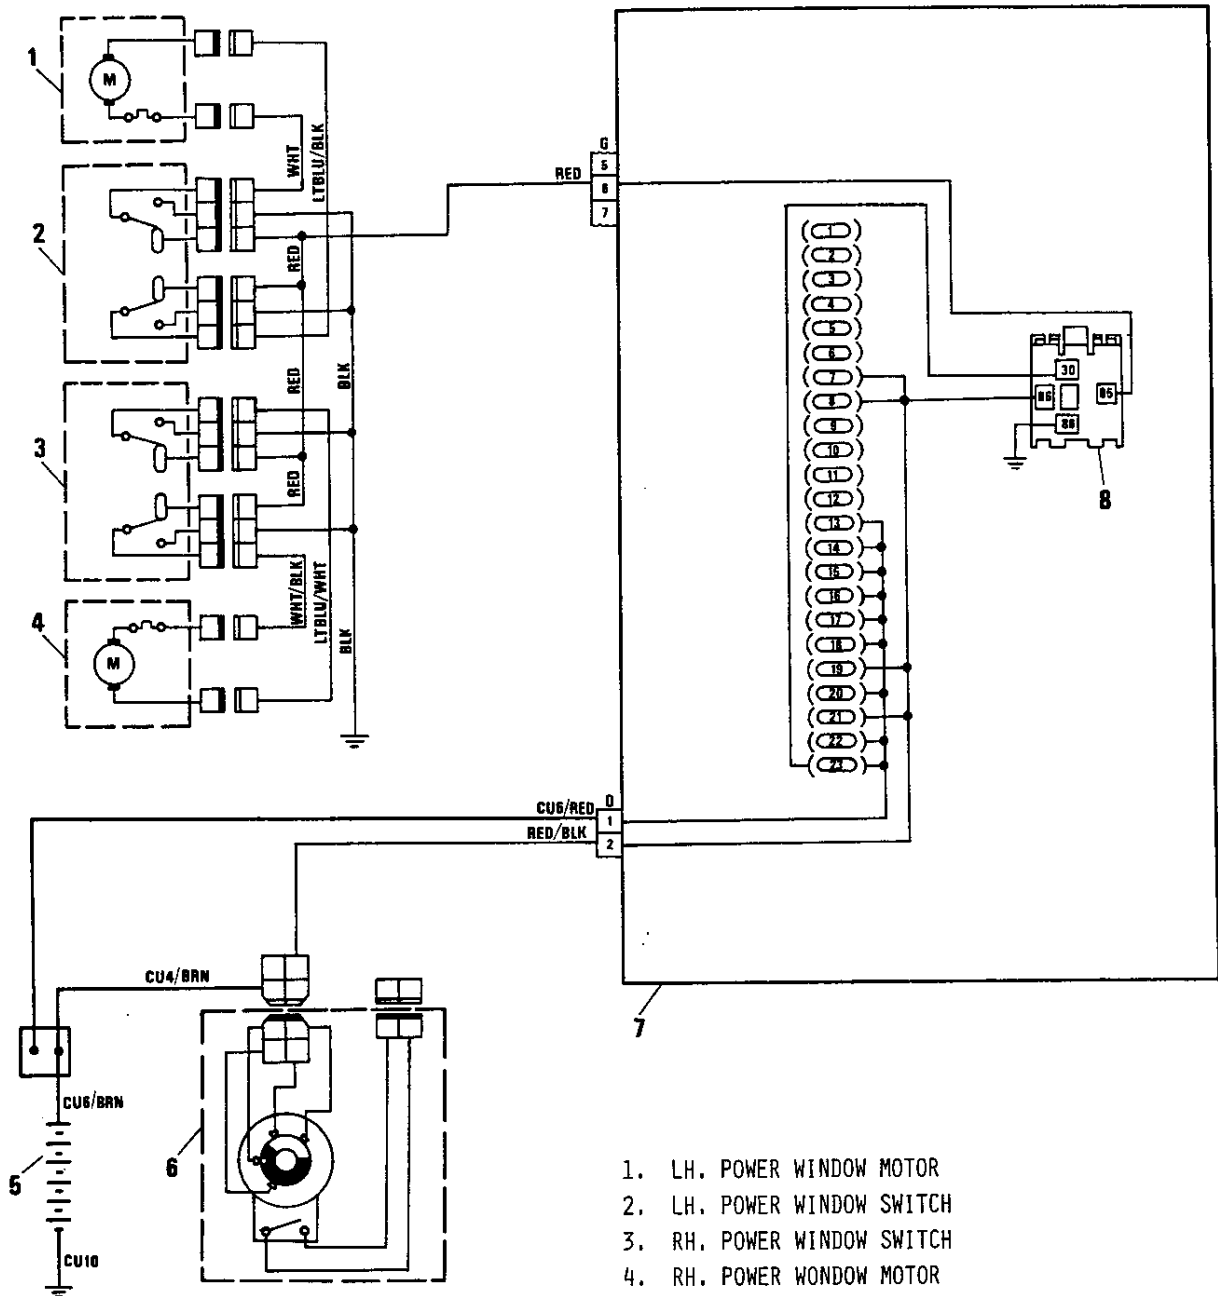 1
M
WHT
LTBLU/BLK
2
RED
BLK
RED
3
RED
WHT/BLK
LTBLU/WHT
BLK
4
M
RED
G
5
6
7
1
2
3
4
5
6
7
8
9
10
11
12
13
14
15
16
17
18
19
20
21
22
23
30
85
8
CU6/RED
RED/BLK
D
1
2
7
CU4/BRN
CU6/BRN
5
CU10
6
1. LH. POWER WINDOW MOTOR
2. LH. POWER WINDOW SWITCH
3. RH. POWER WINDOW SWITCH
4. RH. POWER WONDOW MOTOR